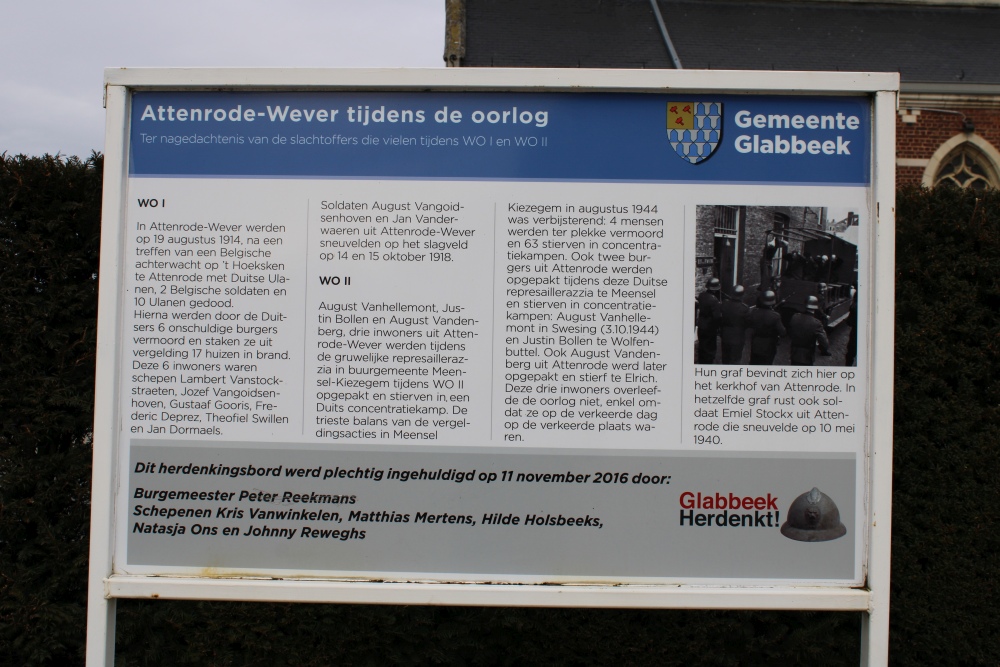 Attenrode-Wever tijdens de oorlog
Ter nagedachtenis van de slachtoffers die vielen tijdens WO I en WO II
Gemeente
Glabbeek
WO I
In Attenrode-Wever werden
op 19 augustus 1914, na een
treffen van een Belgische
achterwacht op 't Hoeksken
te Attenrode met Duitse Ula-
nen, 2 Belgische soldaten en
10 Ulanen gedood.
Hierna werden door de Duit-
sers 6 onschuldige burgers
vermoord en staken ze uit
vergelding 17 huizen in brand.
Deze 6 inwoners waren
schepen Lambert Vanstock-
straeten, Jozef Vangoidsen-
hoven, Gustaaf Gooris, Fre-
deric Deprez, Theofiel Swillen
en Jan Dormaels.
Soldaten August Vangoid-
senhoven en Jan Vander-
waeren uit Attenrode-Wever
sneuvelden op het slagveld
op 14 en 15 oktober 1918.
WO II
August Vanhellemont, Jus-
tin Bollen en August Vanden-
berg, drie inwoners uit Atten-
rode-Wever werden tijdens
de gruwelijke represailleraz-
zia in buurgemeente Meen-
sel-Kiezegem tijdens WO II
opgepakt en stierven in een
Duits concentratiekamp. De
trieste balans van de vergel-
dingsacties in Meensel
Kiezegem in augustus 1944
was verbijsterend: 4 mensen
werden ter plekke vermoord
en 63 stierven in concentra-
tiekampen. Ook twee bur-
gers uit Attenrode werden
opgepakt tijdens deze Duitse
represaillerazzia te Meensel
en stierven in concentratie-
kampen: August Vanhelle-
mont in Swesing (3.10.1944)
en Justin Bollen te Wolfen-
buttel. Ook August Vanden-
berg uit Attenrode werd later
opgepakt en stierf te Elrich.
Deze drie inwoners overleef-
de de oorlog niet, enkel om-
dat ze op de verkeerde dag
op de verkeerde plaats wa-
ren.
Hun graf bevindt zich hier op
het kerkhof van Attenrode. In
hetzelfde graf rust ook sol-
daat Emiel Stockx uit Atten-
rode die sneuvelde op 10 mei
1940.
Dit herdenkingsbord werd plechtig ingehuldigd op 11 november 2016 door:
Burgemeester Peter Reekmans
Schepenen Kris Vanwinkelen, Matthias Mertens, Hilde Holsbeeks,
Natasja Ons en Johnny Reweghs
Glabbeek
Herdenkt!